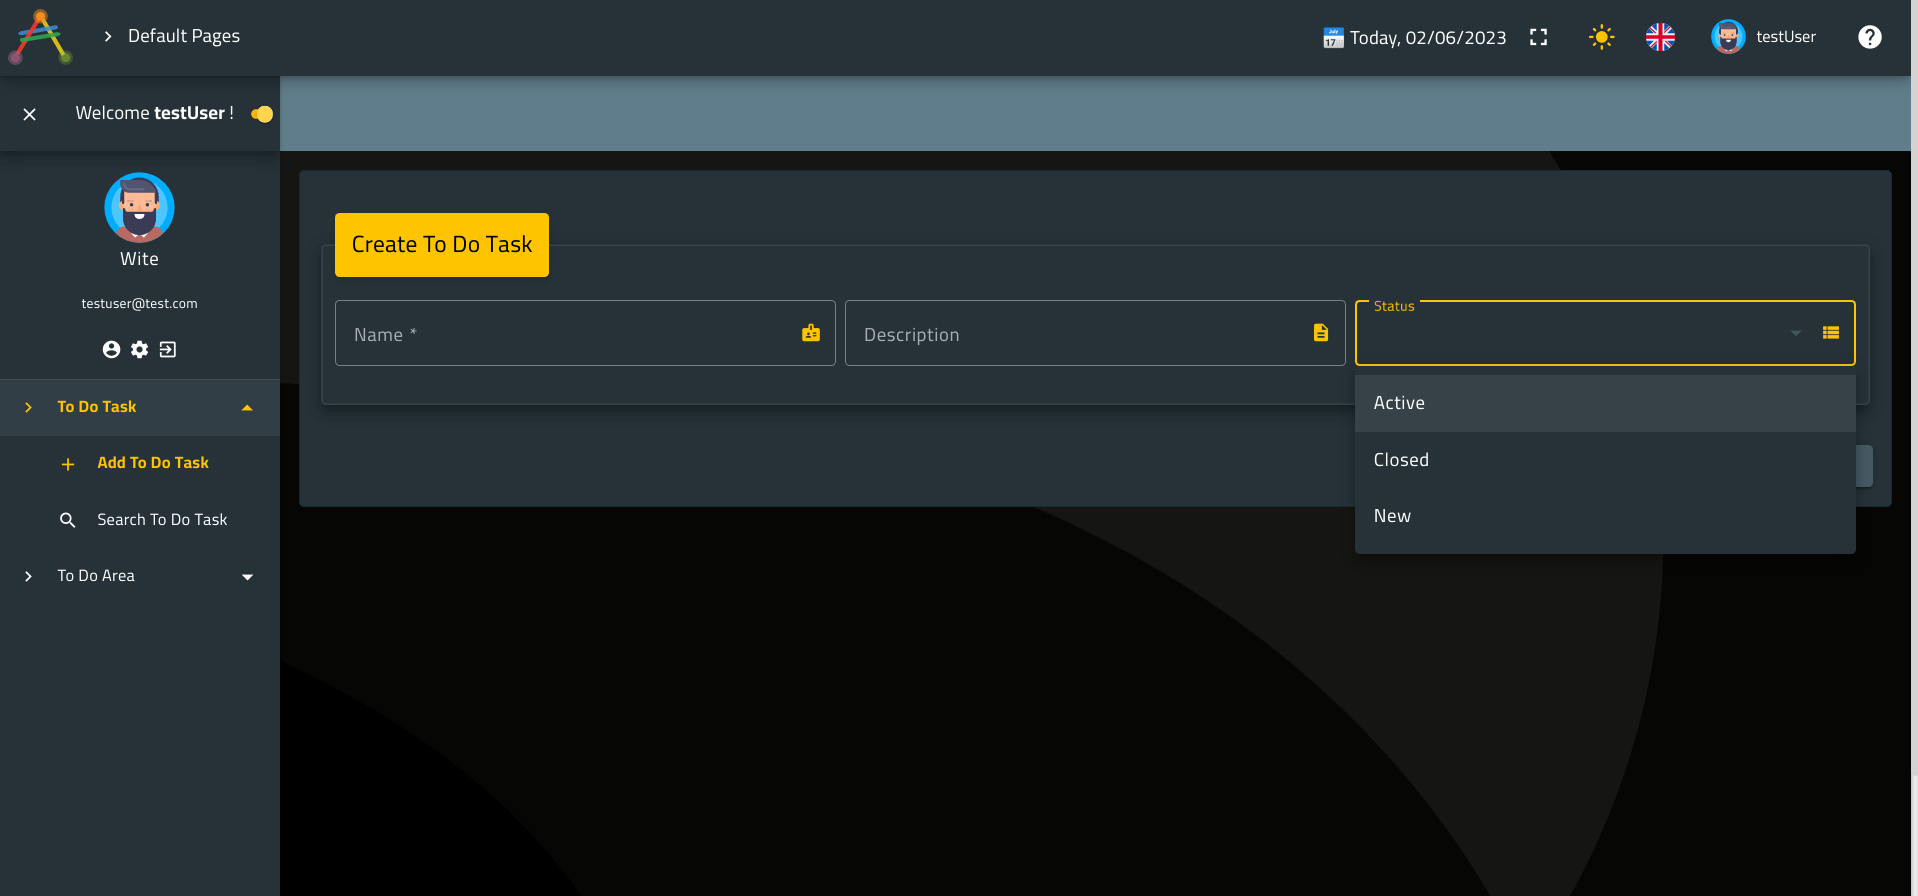 Default Pages
Today, 02/06/2023
testUser
Welcome testUser !
Wite
testuser@test.com
To Do Task
Add To Do Task
Search To Do Task
To Do Area
Create To Do Task
Name *
Description
Status
Active
Closed
New